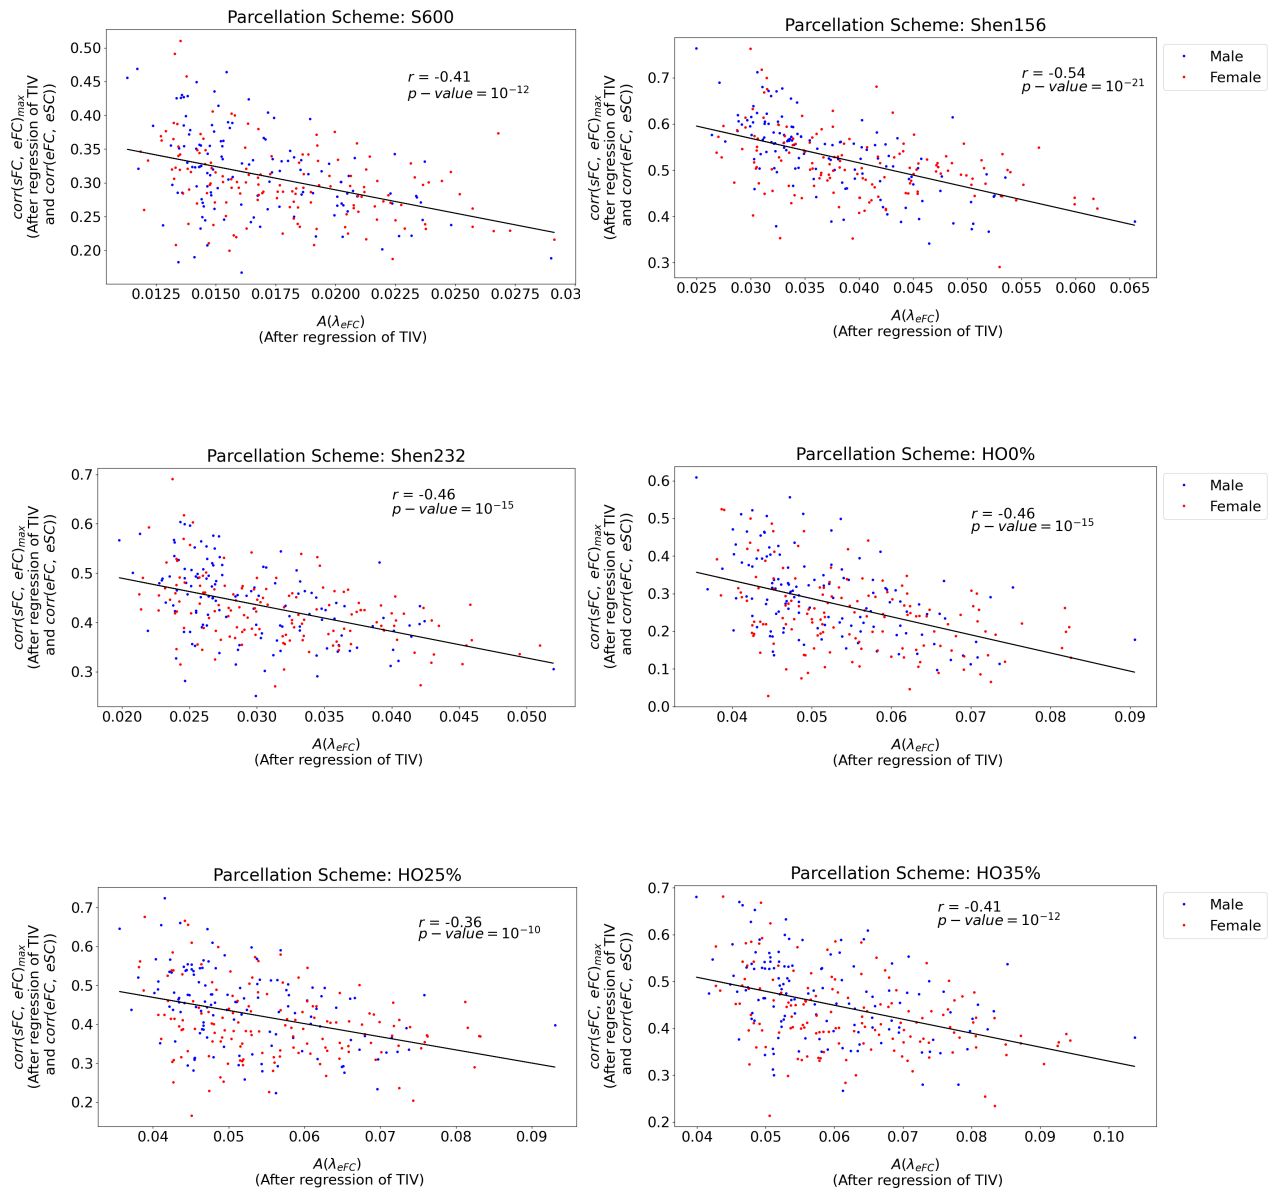 Parcellation Scheme: S600
0.50
0.45
0.40
0.35
0.30
0.25
0.20
corr(sFC, eFC)max
(After regression of TIV
and corr(eFC, eSC))
r = -0.41
p − value = 10−12
0.0125 0.0150 0.0175 0.0200 0.0225 0.0250 0.0275 0.03
A(λeFC)
(After regression of TIV)
Parcellation Scheme: Shen156
0.7
0.6
0.5
0.4
0.3
corr(sFC, eFC)max
(After regression of TIV
and corr(eFC, eSC))
r = -0.54
p − value = 10−21
0.025 0.030 0.035 0.040 0.045 0.050 0.055 0.060 0.065
A(λeFC)
(After regression of TIV)
Male
Female
Parcellation Scheme: Shen232
0.7
0.6
0.5
0.4
0.3
corr(sFC, eFC)max
(After regression of TIV
and corr(eFC, eSC))
r = -0.46
p − value = 10−15
0.020 0.025 0.030 0.035 0.040 0.045 0.050
A(λeFC)
(After regression of TIV)
Parcellation Scheme: HO0%
0.6
0.5
0.4
0.3
0.2
0.1
0.0
corr(sFC, eFC)max
(After regression of TIV
and corr(eFC, eSC))
r = -0.46
p − value = 10−15
0.04 0.05 0.06 0.07 0.08 0.09
A(λeFC)
(After regression of TIV)
Male
Female
Parcellation Scheme: HO25%
0.7
0.6
0.5
0.4
0.3
0.2
corr(sFC, eFC)max
(After regression of TIV
and corr(eFC, eSC))
r = -0.36
p − value = 10−10
0.04 0.05 0.06 0.07 0.08 0.09
A(λeFC)
(After regression of TIV)
Parcellation Scheme: HO35%
0.7
0.6
0.5
0.4
0.3
0.2
corr(sFC, eFC)max
(After regression of TIV
and corr(eFC, eSC))
r = -0.41
p − value = 10−12
0.04 0.05 0.06 0.07 0.08 0.09 0.10
A(λeFC)
(After regression of TIV)
Male
Female